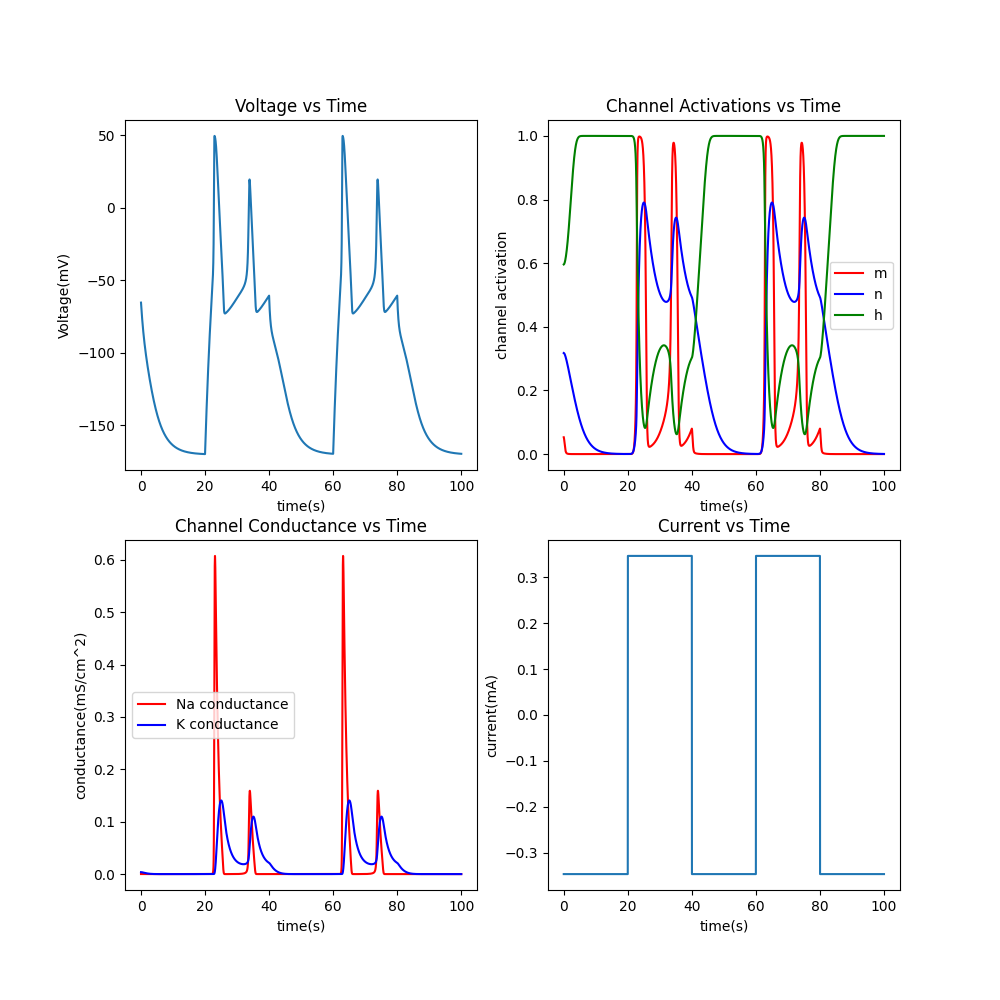 Voltage vs Time
50
0
−50
−100
−150
Voltage(mV)
0 20 40 60 80 100
time(s)
Channel Activations vs Time
1.0
0.8
0.6
0.4
0.2
0.0
channel activation
m
n
h
0 20 40 60 80 100
time(s)
Channel Conductance vs Time
0.6
0.5
0.4
0.3
0.2
0.1
0.0
conductance(mS/cm^2)
Na conductance
K conductance
0 20 40 60 80 100
time(s)
Current vs Time
0.3
0.2
0.1
0.0
−0.1
−0.2
−0.3
current(mA)
0 20 40 60 80 100
time(s)